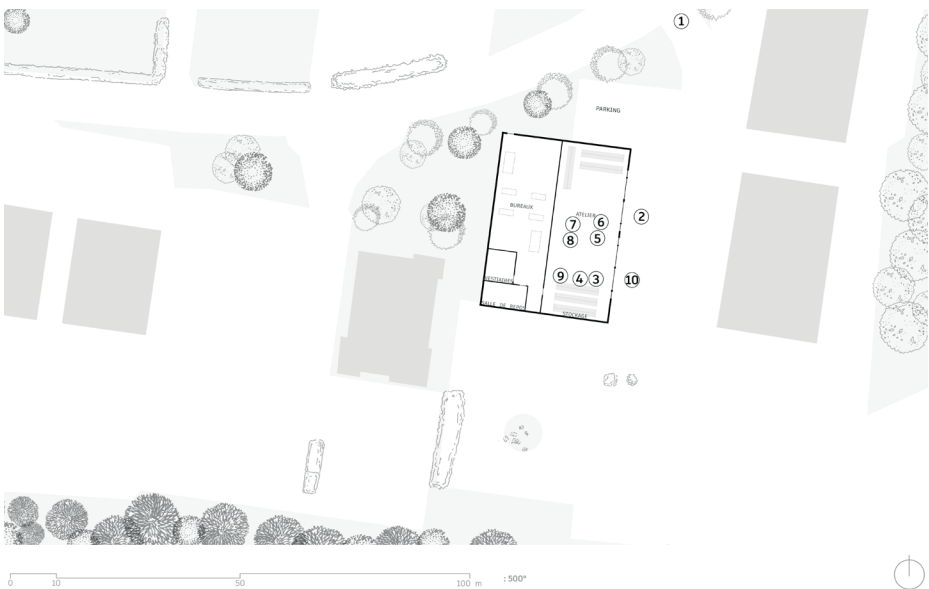 1
PARKING
2
BUREAUX
ATELIER
6
7
5
8
9
4
3
10
VESTIAIRES
SALLE DE REPOS
STOCKAGE
0 10 50 100 m : 500°